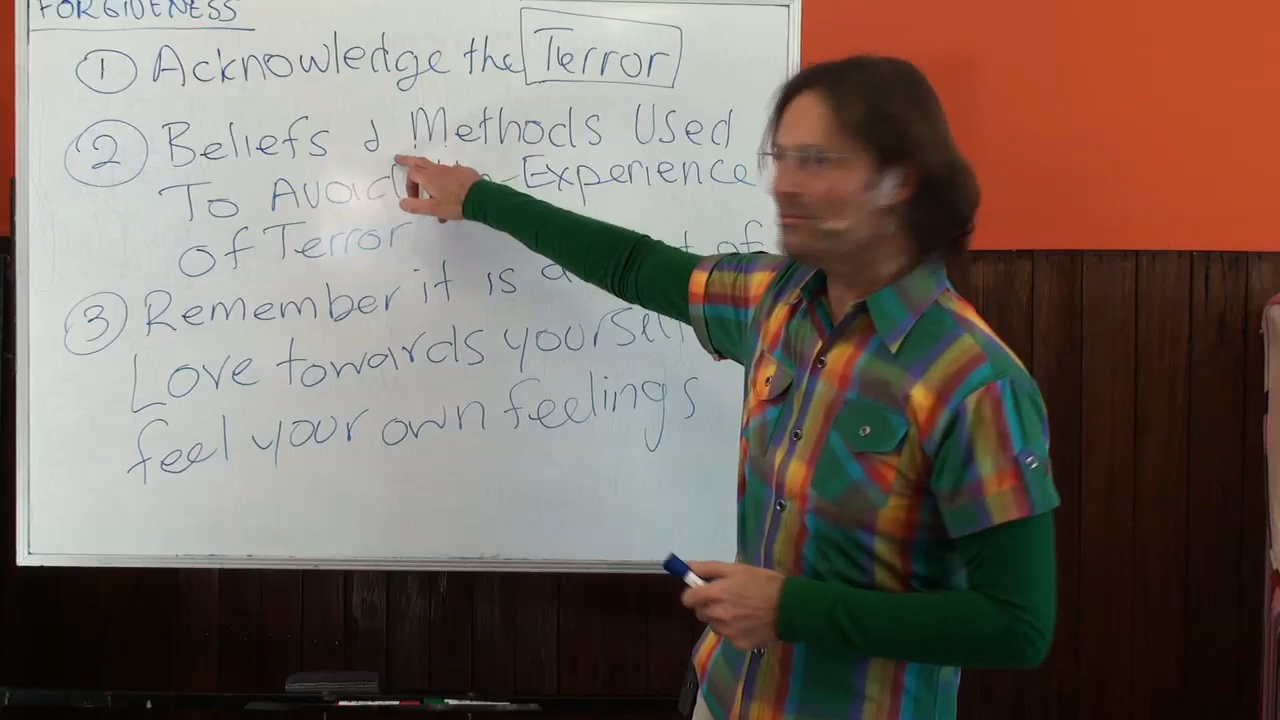 FORGIVENESS
① Acknowledge the Terror
② Beliefs & Methods Used
To Avoid -Experience
of Terror
③ Remember it is of
Love towards yourself
feel your own feelings